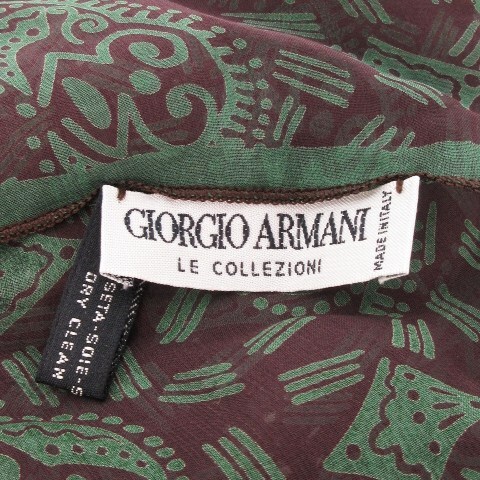 GIORGIO ARMANI
LE COLLEZIONI
MADE IN ITALY
SETA-SOIE-S
DRY CLEAN